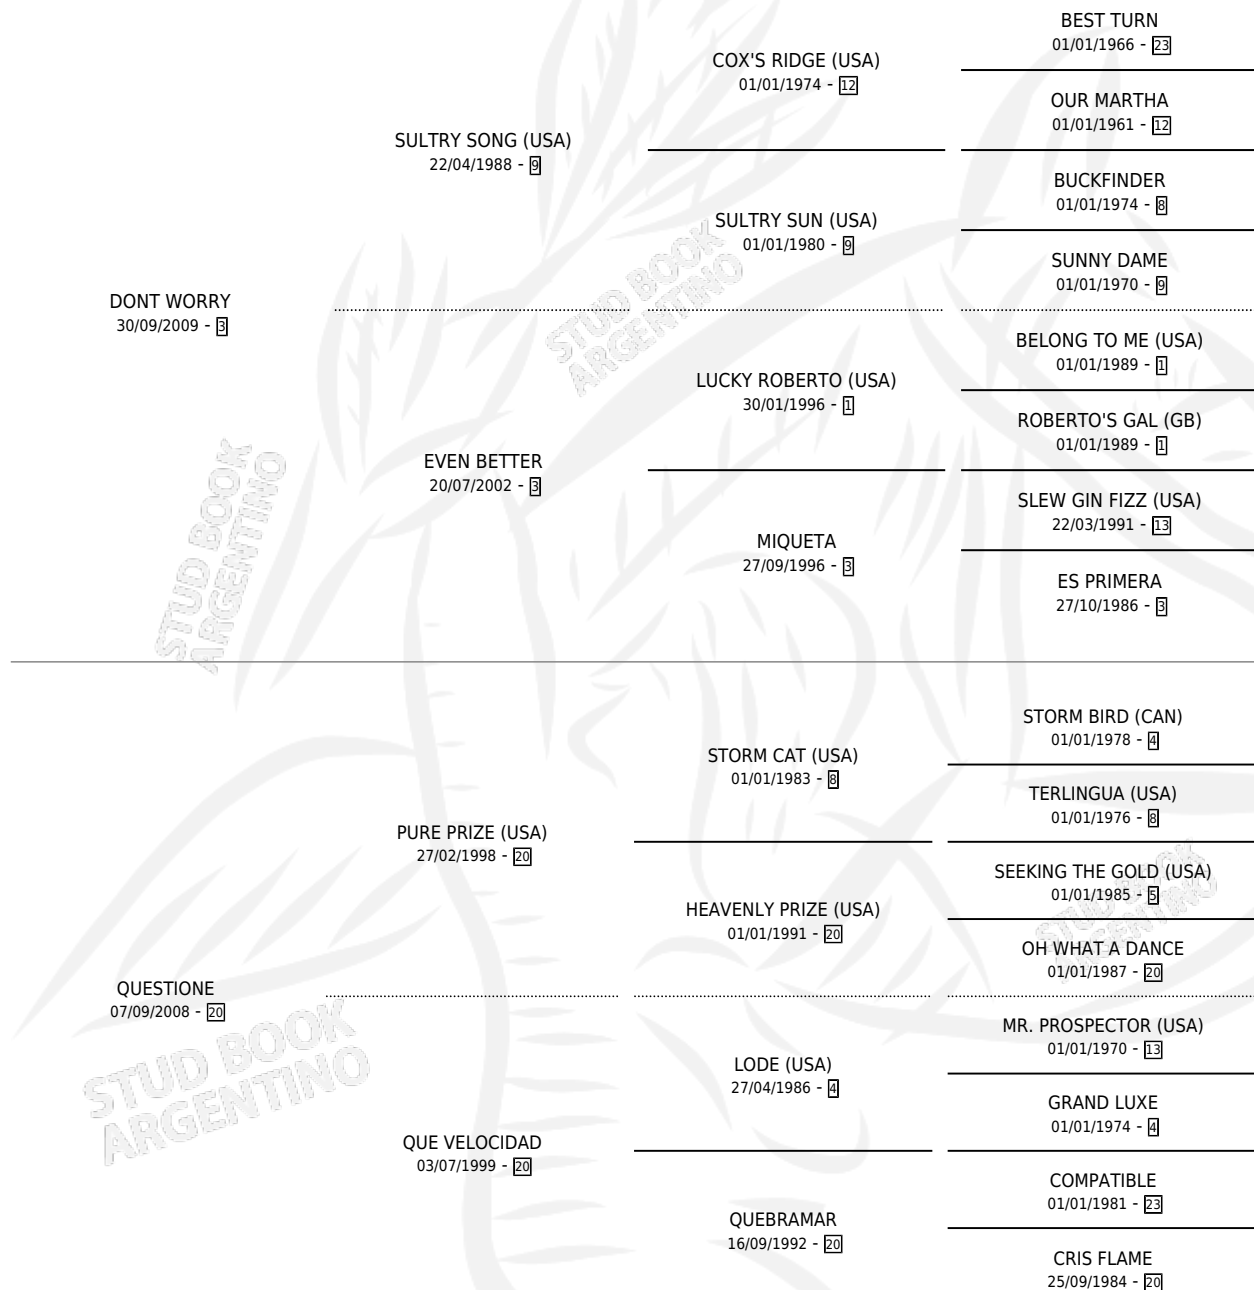 BEST TURN
01/01/1966 - 23
COX'S RIDGE (USA)
01/01/1974 - 12
OUR MARTHA
01/01/1961 - 12
SULTRY SONG (USA)
22/04/1988 - 9
BUCKFINDER
01/01/1974 - 8
SULTRY SUN (USA)
01/01/1980 - 9
SUNNY DAME
01/01/1970 - 9
STUD BOOK
ARGENTINO
DONT WORRY
30/09/2009 - 3
BELONG TO ME (USA)
01/01/1989 - 1
LUCKY ROBERTO (USA)
30/01/1996 - 1
ROBERTO'S GAL (GB)
01/01/1989 - 1
EVEN BETTER
20/07/2002 - 3
SLEW GIN FIZZ (USA)
22/03/1991 - 13
MIQUETA
27/09/1996 - 3
ES PRIMERA
27/10/1986 - 3
STUD BOOK
ARGENTINO
STORM BIRD (CAN)
01/01/1978 - 4
STORM CAT (USA)
01/01/1983 - 8
TERLINGUA (USA)
01/01/1976 - 8
PURE PRIZE (USA)
27/02/1998 - 20
SEEKING THE GOLD (USA)
01/01/1985 - 5
HEAVENLY PRIZE (USA)
01/01/1991 - 20
OH WHAT A DANCE
01/01/1987 - 20
STUD BOOK
ARGENTINO
QUESTIONE
07/09/2008 - 20
MR. PROSPECTOR (USA)
01/01/1970 - 13
LODE (USA)
27/04/1986 - 4
GRAND LUXE
01/01/1974 - 4
STUD BOOK
ARGENTINO
QUE VELOCIDAD
03/07/1999 - 20
COMPATIBLE
01/01/1981 - 23
QUEBRAMAR
16/09/1992 - 20
CRIS FLAME
25/09/1984 - 20